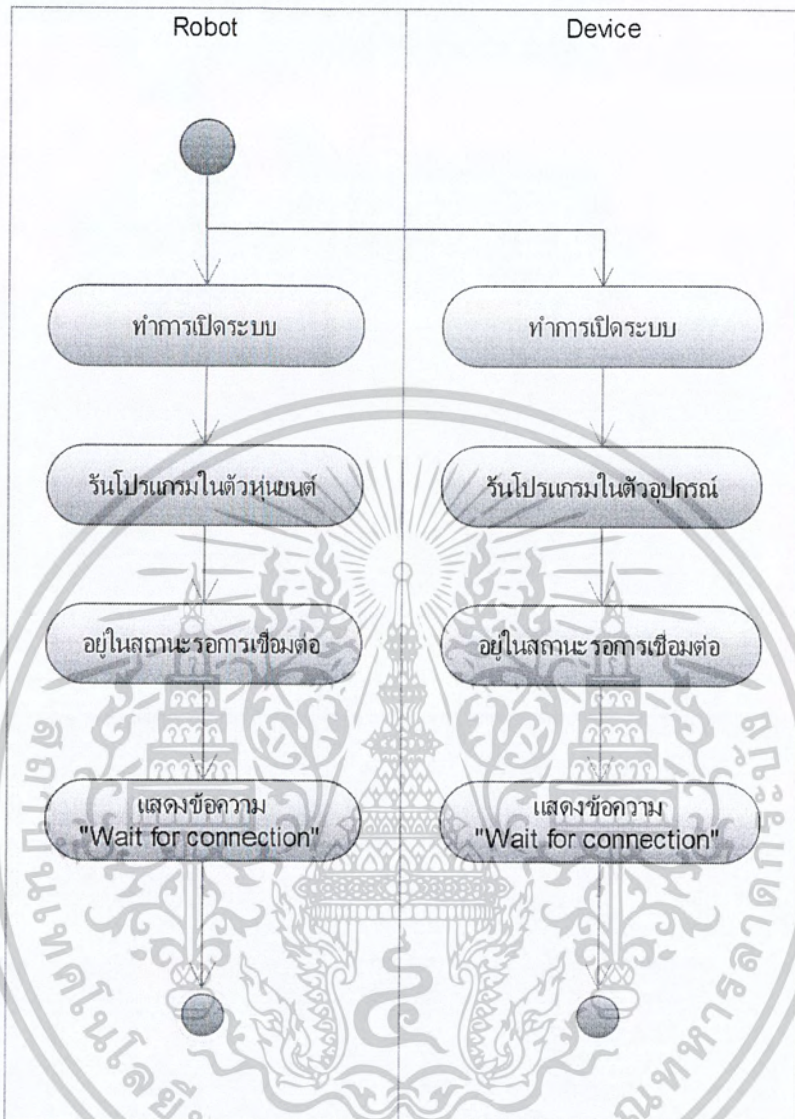 Robot
Device
ทำการเปิดระบบ
ทำการเปิดระบบ
รันโปรแกรมในตัวหุ่นยนต์
รันโปรแกรมในตัวอุปกรณ์
อยู่ในสถานะรอการเชื่อมต่อ
อยู่ในสถานะรอการเชื่อมต่อ
แสดงข้อความ
"Wait for connection"
แสดงข้อความ
"Wait for connection"